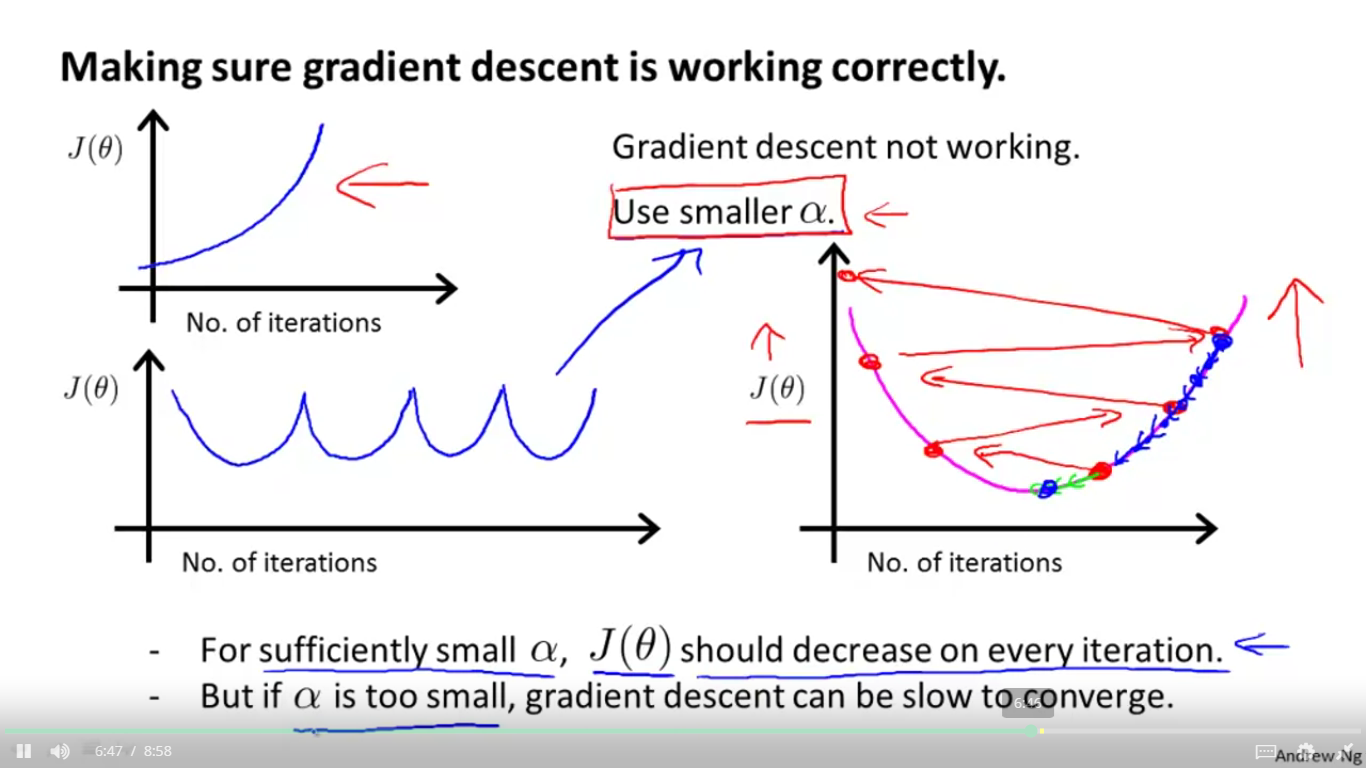 Making sure gradient descent is working correctly.
J(θ)
No. of iterations
Gradient descent not working.
Use smaller α.
J(θ)
No. of iterations
J(θ)
No. of iterations
- For sufficiently small α, J(θ) should decrease on every iteration.
- But if α is too small, gradient descent can be slow to converge.
6:46
6:47 / 8:58
Andrew Ng